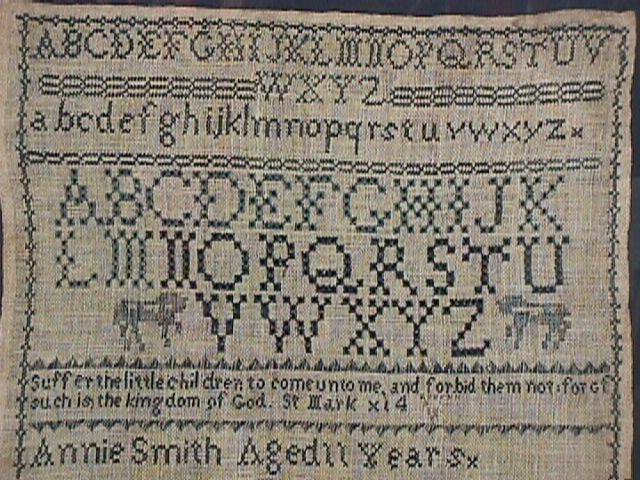 ABCDEFGHIJKLMNOPQRSTUV
WXYZ
abcdefghijklmnopqrstuvwxyz
ABCDEFGHIJK
LMNOPQRSTU
VWXYZ
Suffer the little children to come unto me, and forbid them not: for of
such is the kingdom of God. St Mark x14
Annie Smith Aged 11 Years